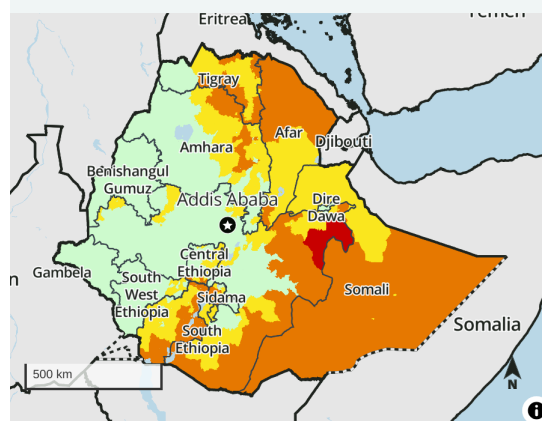 Eritrea
Yemen
Tigray
Afar
Djibouti
Amhara
Benishangul
Gumuz
Addis Ababa
Dire
Dawa
Central
Ethiopia
Gambela
South
West
Ethiopia
Sidama
Somali
South
Ethiopia
Somalia
500 km
N
i